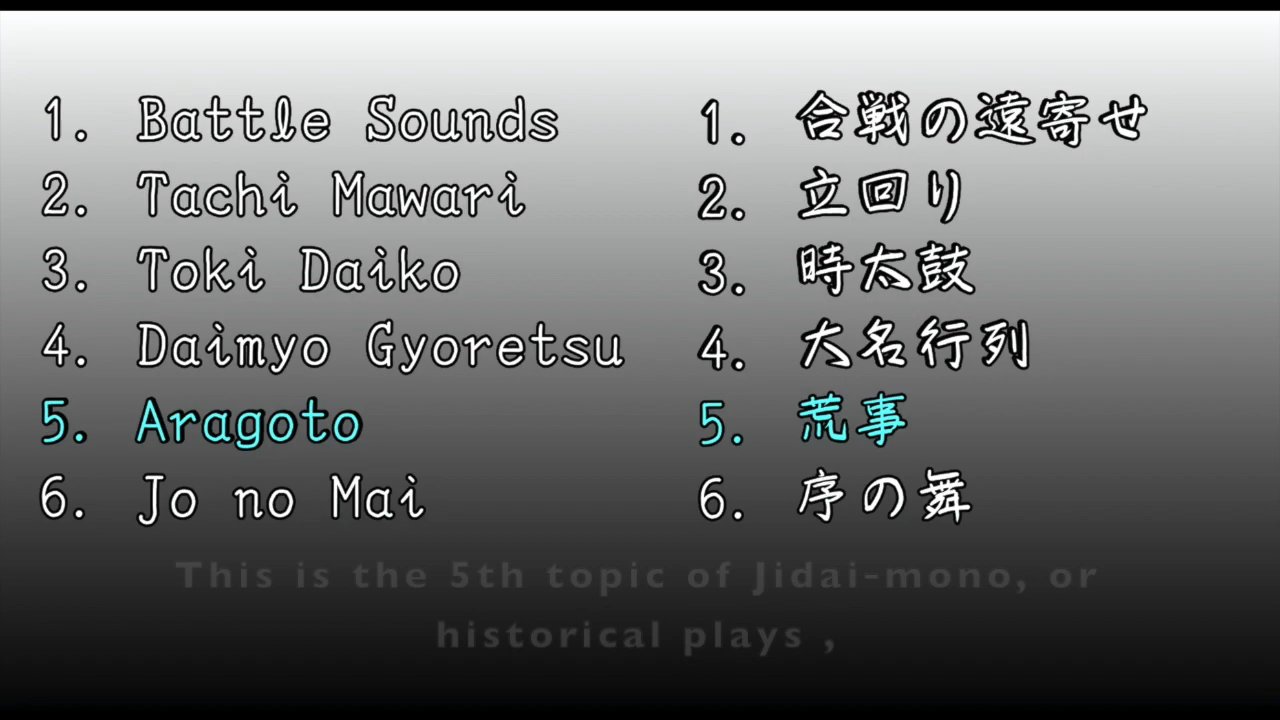 1. Battle Sounds
2. Tachi Mawari
3. Toki Daiko
4. Daimyo Gyoretsu
5. Aragoto
6. Jo no Mai
1. 合戦の遠寄せ
2. 立回り
3. 時太鼓
4. 大名行列
5. 荒事
6. 序の舞
This is the 5th topic of Jidai-mono, or
historical plays ,